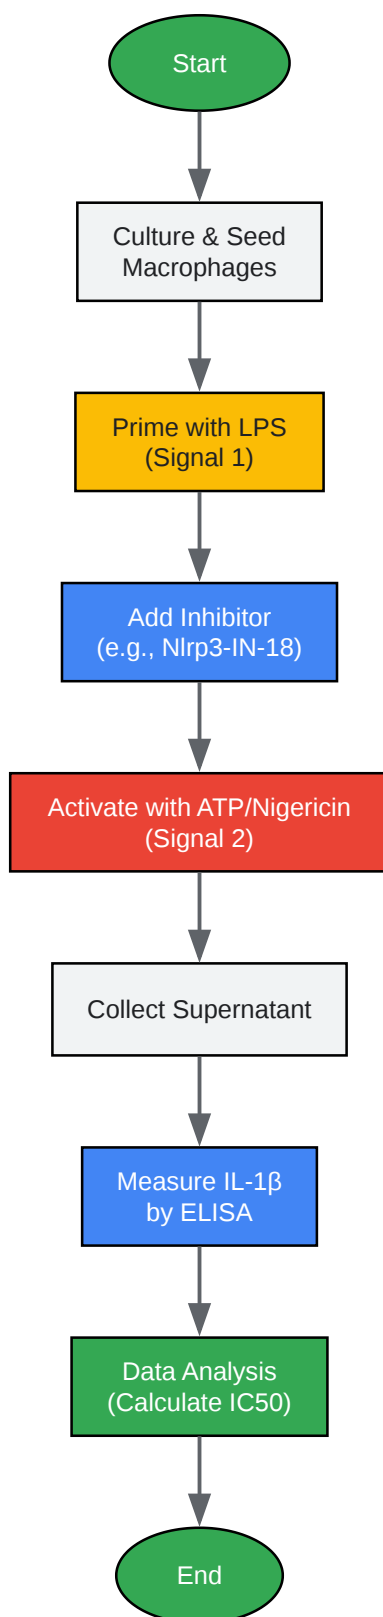 Start
Culture & Seed
Macrophages
Prime with LPS
(Signal 1)
Add Inhibitor
(e.g., Nlrp3-IN-18)
Activate with ATP/Nigericin
(Signal 2)
Collect Supernatant
Measure IL-1β
by ELISA
Data Analysis
(Calculate IC50)
End